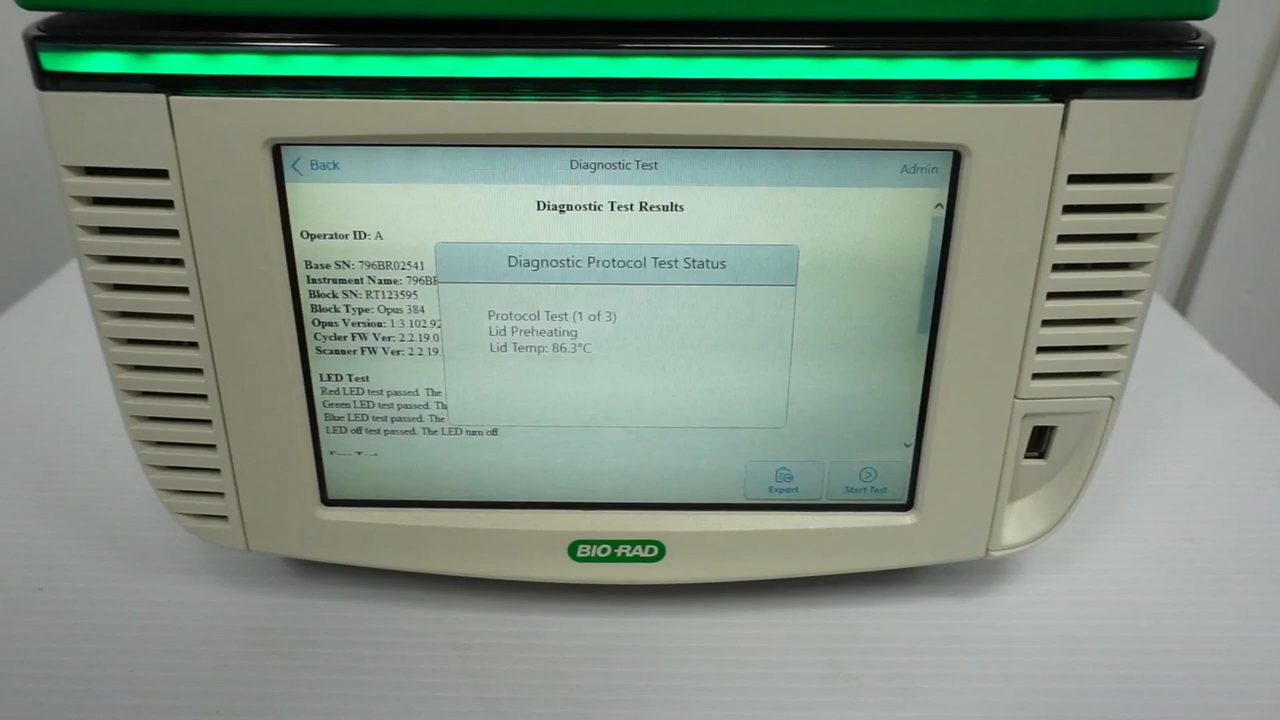 Back
Diagnostic Test
Admin
Diagnostic Test Results
Operator ID: A
Base SN: 796BR02541
Instrument Name: 796BR
Block SN: RT123595
Block Type: Opus 384
Opus Version: 1.3.102.92
Cycler FW Ver: 2.2.19.0
Scanner FW Ver: 2.2.19.
Diagnostic Protocol Test Status
Protocol Test (1 of 3)
Lid Preheating
Lid Temp: 86.3°C
LED Test
Red LED test passed. The
Green LED test passed. Th
Blue LED test passed. The
LED off test passed. The LED turn off.
Export
Start Test
BIO-RAD